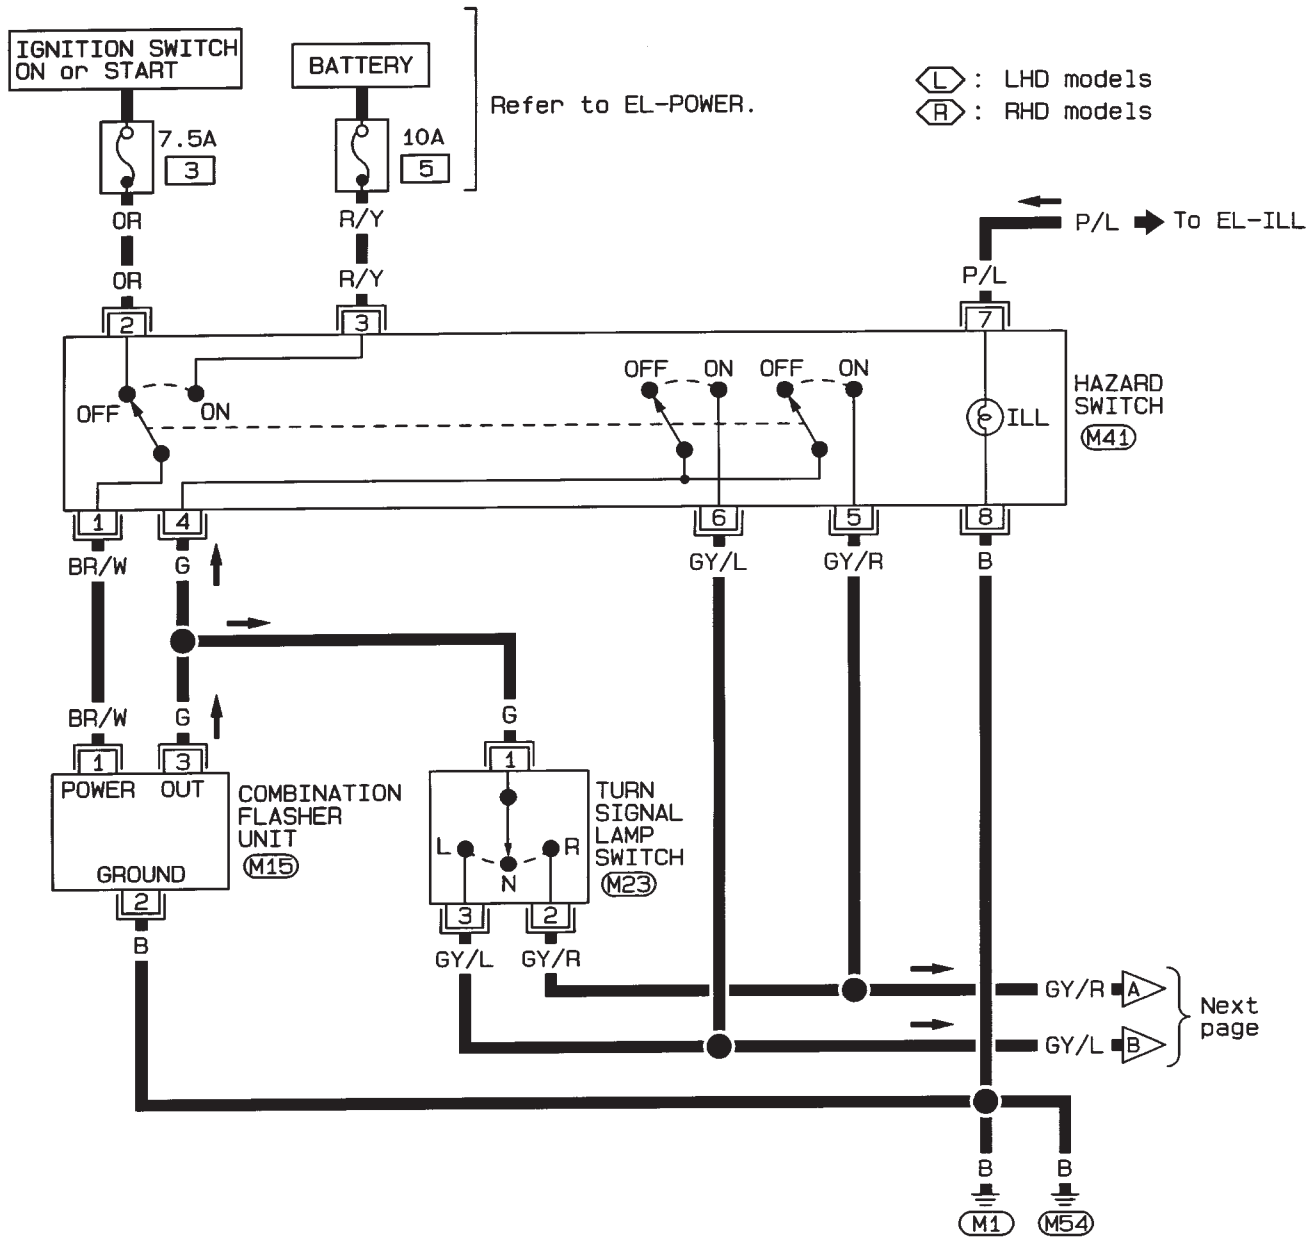 IGNITION SWITCH
ON or START
BATTERY
Refer to EL-POWER.
L : LHD models
R : RHD models
7.5A
3
10A
5
OR
R/Y
OR
R/Y
P/L
To EL-ILL
P/L
2
3
7
OFF
ON
OFF
ON
OFF
ON
ILL
HAZARD
SWITCH
M41
1
4
6
5
8
BR/W
G
GY/L
GY/R
B
BR/W
G
G
1
3
1
POWER
OUT
GROUND
COMBINATION
FLASHER
UNIT
M15
L
R
N
TURN
SIGNAL
LAMP
SWITCH
M23
2
3
2
B
GY/L
GY/R
GY/R
A
GY/L
B
Next
page
B
B
M1
M54